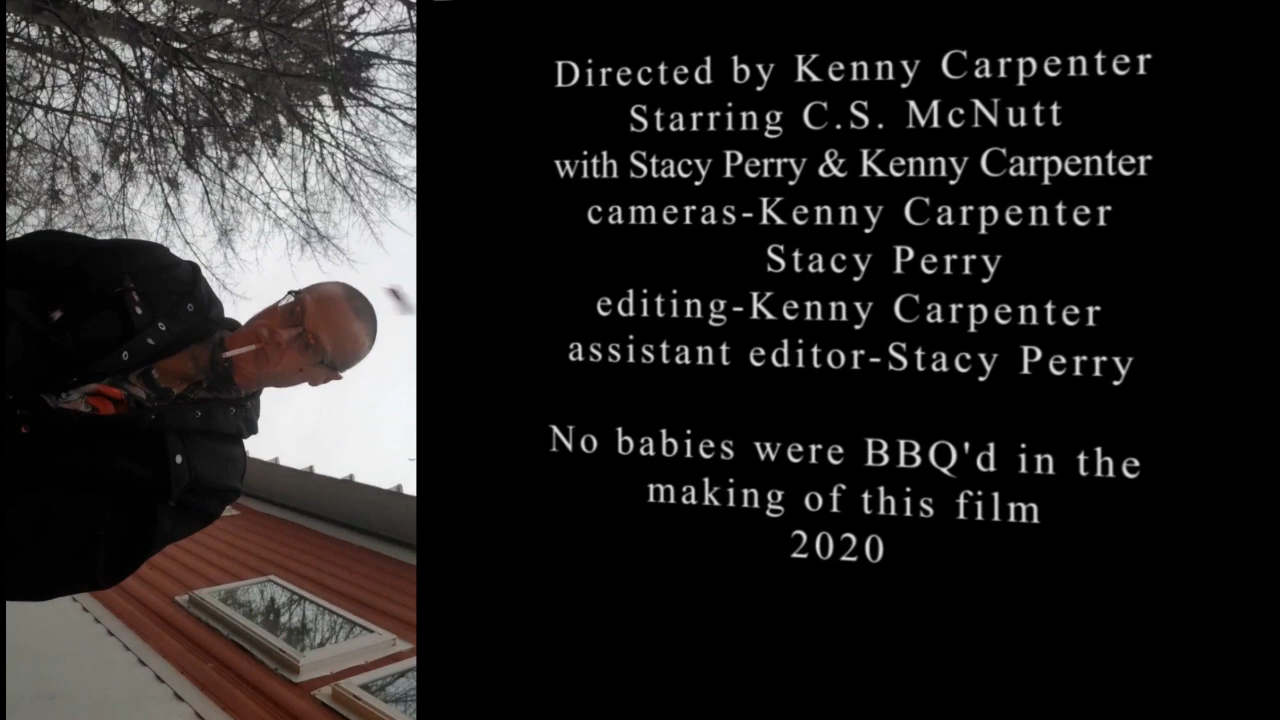 Directed by Kenny Carpenter
Starring C.S. McNutt
with Stacy Perry & Kenny Carpenter
cameras-Kenny Carpenter
Stacy Perry
editing-Kenny Carpenter
assistant editor-Stacy Perry
No babies were BBQ'd in the
making of this film
2020